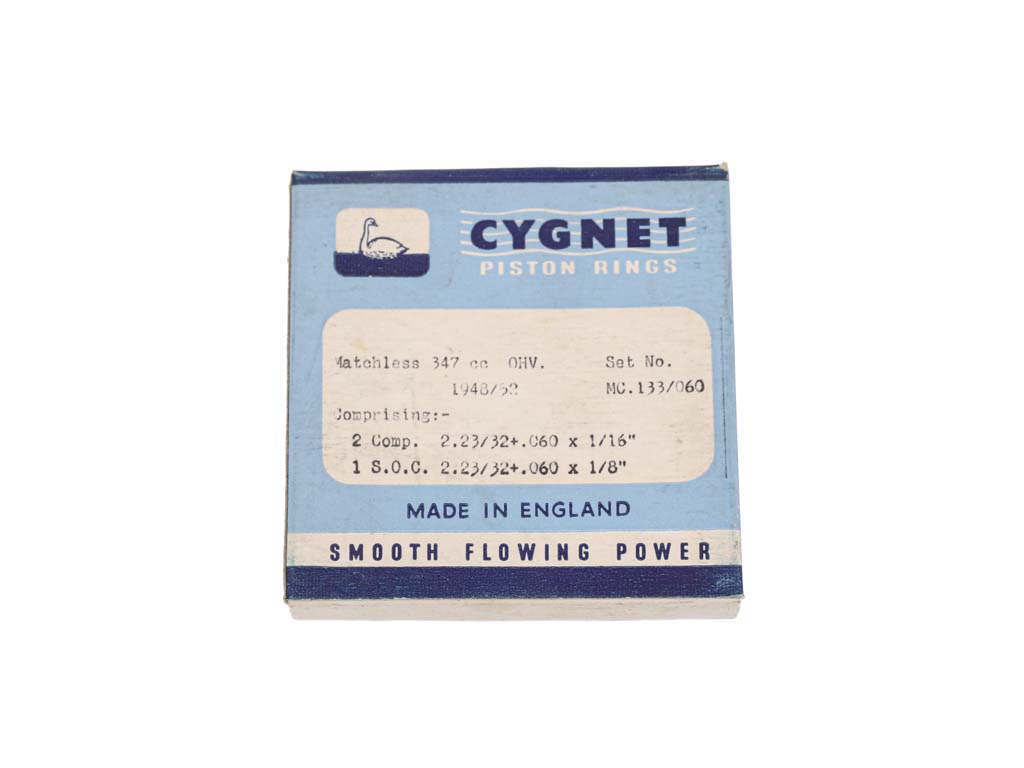 CYGNET
PISTON RINGS
Matchless 347 cc OHV. Set No.
1948/52 MC.133/060
Comprising:-
2 Comp. 2.23/32+.060 x 1/16"
1 S.O.C. 2.23/32+.060 x 1/8"
MADE IN ENGLAND
SMOOTH FLOWING POWER